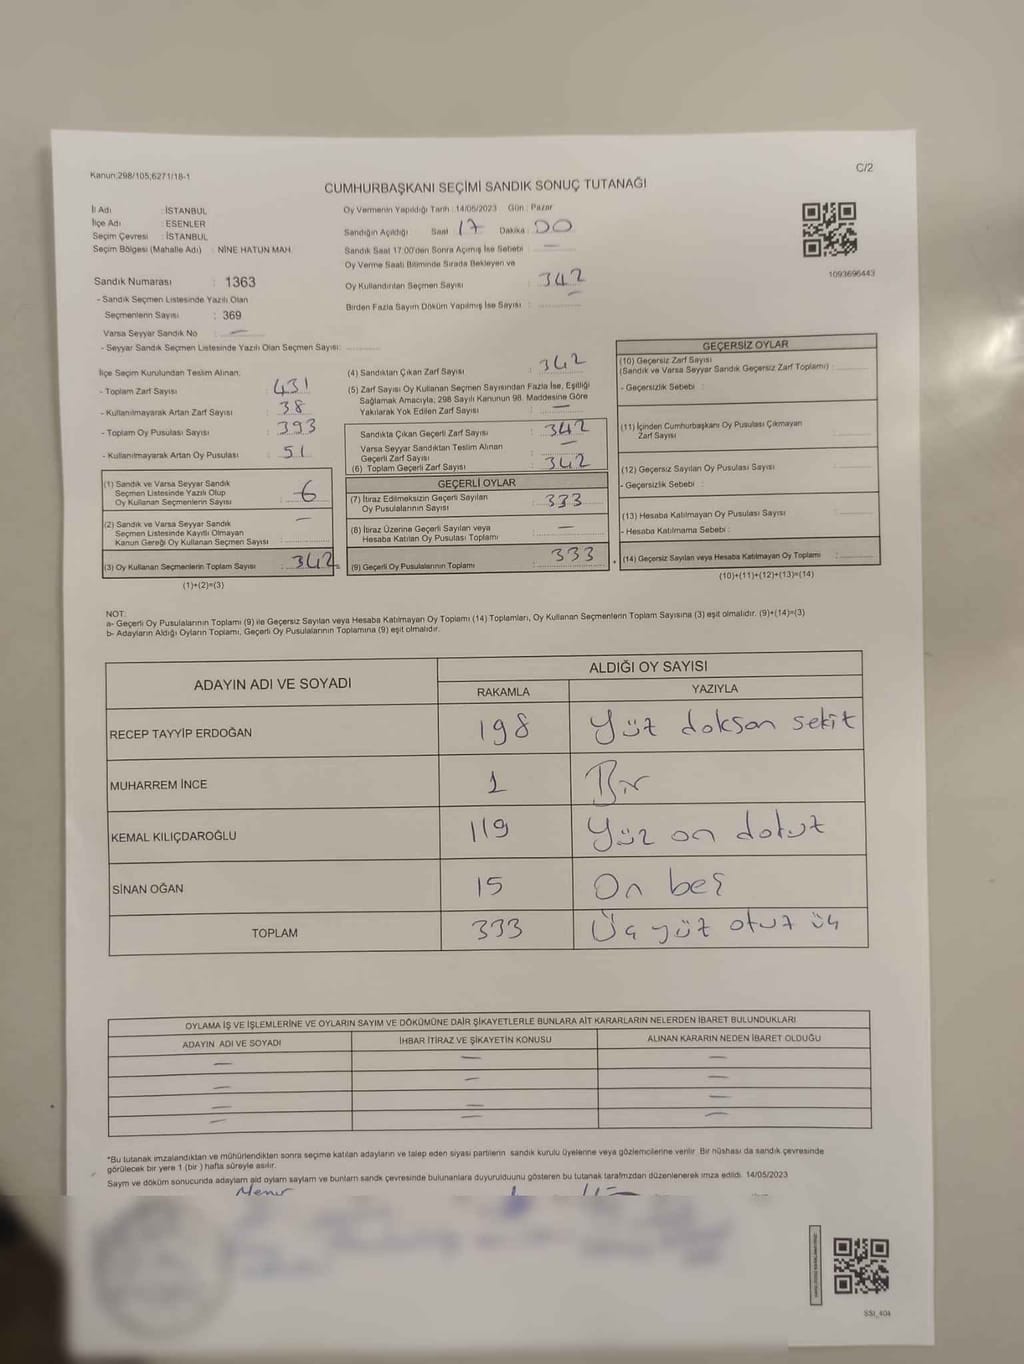 C/2
Kanun:298/105,6271/18-1
CUMHURBAŞKANI SEÇİMİ SANDIK SONUÇ TUTANAĞI
İl Adı : İSTANBUL
İlçe Adı : ESENLER
Seçim Çevresi : İSTANBUL
Seçim Bölgesi (Mahalle Adı) : NİNE HATUN MAH.
Oy Vermenin Yapıldığı Tarih : 14/05/2023 Gün : Pazar
Sandığın Açıldığı Saat : 17 Dakika : 00
Sandık Saat 17:00'den Sonra Açılmış İse Sebebi : —
Oy Verme Saati Bitiminde Sırada Bekleyen ve
Oy Kullandırılan Seçmen Sayısı : 342
Birden Fazla Sayım Döküm Yapılmış İse Sayısı : —
1093696443
Sandık Numarası : 1363
- Sandık Seçmen Listesinde Yazılı Olan
Seçmenlerin Sayısı : 369
Varsa Seyyar Sandık No : —
- Seyyar Sandık Seçmen Listesinde Yazılı Olan Seçmen Sayısı:
İlçe Seçim Kurulundan Teslim Alınan;
- Toplam Zarf Sayısı : 431
- Kullanılmayarak Artan Zarf Sayısı : 38
- Toplam Oy Pusulası Sayısı : 393
- Kullanılmayarak Artan Oy Pusulası : 51
(1) Sandık ve Varsa Seyyar Sandık
Seçmen Listesinde Yazılı Olup
Oy Kullanan Seçmenlerin Sayısı : 6
(2) Sandık ve Varsa Seyyar Sandık
Seçmen Listesinde Kayıtlı Olmayan
Kanun Gereği Oy Kullanan Seçmen Sayısı : —
(3) Oy Kullanan Seçmenlerin Toplam Sayısı : 342
(1)+(2)=(3)
(4) Sandıktan Çıkan Zarf Sayısı : 342
(5) Zarf Sayısı Oy Kullanan Seçmen Sayısından Fazla İse, Eşitliği
Sağlamak Amacıyla; 298 Sayılı Kanunun 98. Maddesine Göre
Yakılarak Yok Edilen Zarf Sayısı : —
Sandıkta Çıkan Geçerli Zarf Sayısı : 342
Varsa Seyyar Sandıktan Teslim Alınan
Geçerli Zarf Sayısı : —
(6) Toplam Geçerli Zarf Sayısı : 342
GEÇERLİ OYLAR
(7) İtiraz Edilmeksizin Geçerli Sayılan
Oy Pusulalarının Sayısı : 333
(8) İtiraz Üzerine Geçerli Sayılan veya
Hesaba Katılan Oy Pusulası Toplamı : —
(9) Geçerli Oy Pusulalarının Toplamı : 333
GEÇERSİZ OYLAR
(10) Geçersiz Zarf Sayısı
(Sandık ve Varsa Seyyar Sandık Geçersiz Zarf Toplamı) :
- Geçersizlik Sebebi :
(11) İçinden Cumhurbaşkanı Oy Pusulası Çıkmayan
Zarf Sayısı :
(12) Geçersiz Sayılan Oy Pusulası Sayısı
- Geçersizlik Sebebi :
(13) Hesaba Katılmayan Oy Pusulası Sayısı :
- Hesaba Katılmama Sebebi :
(14) Geçersiz Sayılan veya Hesaba Katılmayan Oy Toplamı :
(10)+(11)+(12)+(13)=(14)
NOT:
a- Geçerli Oy Pusulalarının Toplamı (9) ile Geçersiz Sayılan veya Hesaba Katılmayan Oy Toplamı (14) Toplamları, Oy Kullanan Seçmenlerin Toplam Sayısına (3) eşit olmalıdır. (9)+(14)=(3)
b- Adayların Aldığı Oyların Toplamı, Geçerli Oy Pusulalarının Toplamına (9) eşit olmalıdır.
ADAYIN ADI VE SOYADI ALDIĞI OY SAYISI
RAKAMLA YAZIYLA
RECEP TAYYİP ERDOĞAN 198 Yüz doksan sekiz
MUHARREM İNCE 1 Bir
KEMAL KILIÇDAROĞLU 119 Yüz on dokuz
SİNAN OĞAN 15 On beş
TOPLAM 333 Üç yüz otuz üç
OYLAMA İŞ VE İŞLEMLERİNE VE OYLARIN SAYIM VE DÖKÜMÜNE DAİR ŞİKAYETLERLE BUNLARA AİT KARARLARIN NELERDEN İBARET BULUNDUKLARI
ADAYIN ADI VE SOYADI İHBAR İTİRAZ VE ŞİKAYETİN KONUSU ALINAN KARARIN NEDEN İBARET OLDUĞU
— — —
— — —
— — —
— — —
*Bu tutanak imzalandıktan ve mühürlendikten sonra seçime katılan adayların ve talep eden siyasi partilerin sandık kurulu üyelerine veya gözlemcilerine verilir. Bir nüshası da sandık çevresinde
görülecek bir yere 1 (bir ) hafta süreyle asılır.
Sayım ve döküm sonucunda adayların aldığı oyların sayıları ve bunların sandık çevresinde bulunanlara duyurulduğunu gösteren bu tutanak tarafımızdan düzenlenerek imza edildi. 14/05/2023
SSI_404